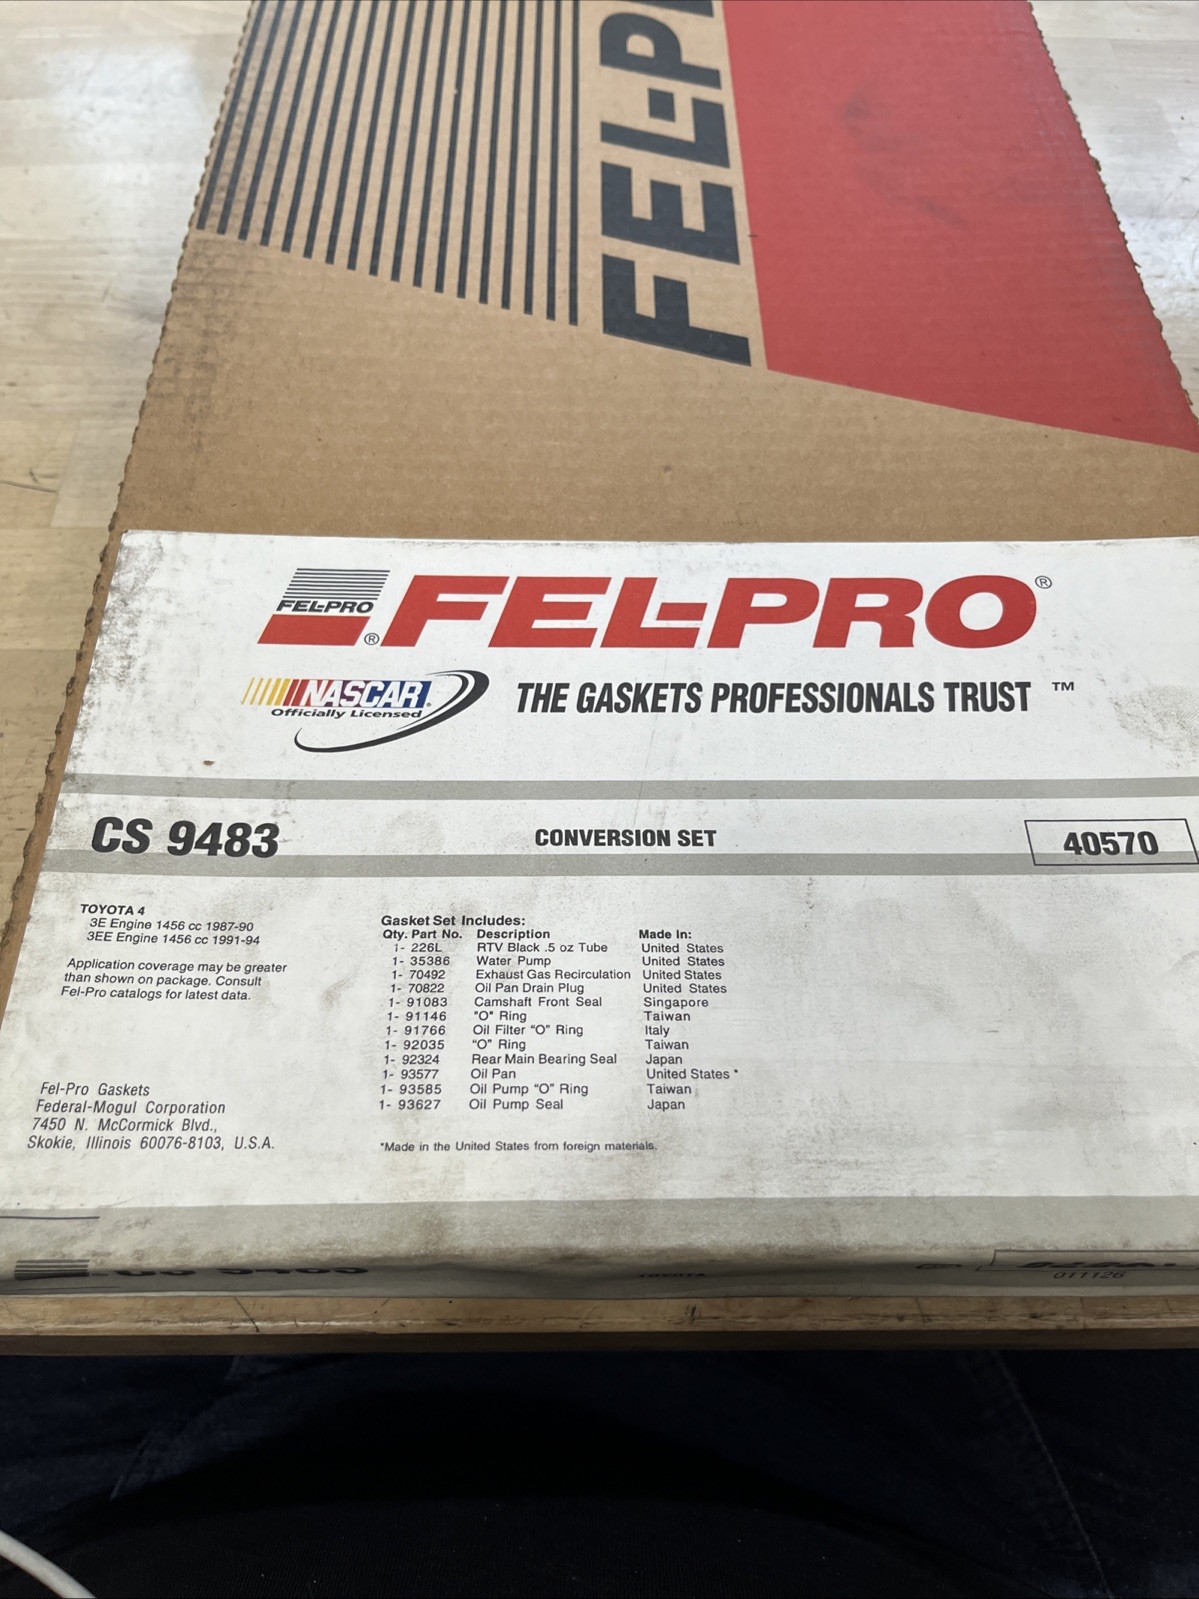 FEL-P
FEL-PRO
®
FEL-PRO®
NASCAR®
Officially Licensed
THE GASKETS PROFESSIONALS TRUST ™
CS 9483
CONVERSION SET
40570
TOYOTA 4
3E Engine 1456 cc 1987-90
3EE Engine 1456 cc 1991-94
Application coverage may be greater
than shown on package. Consult
Fel-Pro catalogs for latest data.
Fel-Pro Gaskets
Federal-Mogul Corporation
7450 N. McCormick Blvd.,
Skokie, Illinois 60076-8103, U.S.A.
Gasket Set Includes:
Qty. Part No. Description Made In:
1- 226L RTV Black .5 oz Tube United States
1- 35386 Water Pump United States
1- 70492 Exhaust Gas Recirculation United States
1- 70822 Oil Pan Drain Plug United States
1- 91083 Camshaft Front Seal Singapore
1- 91146 "O" Ring Taiwan
1- 91766 Oil Filter "O" Ring Italy
1- 92035 "O" Ring Taiwan
1- 92324 Rear Main Bearing Seal Japan
1- 93577 Oil Pan United States *
1- 93585 Oil Pump "O" Ring Taiwan
1- 93627 Oil Pump Seal Japan
*Made in the United States from foreign materials.
CS 9483
TOYOTA
011126